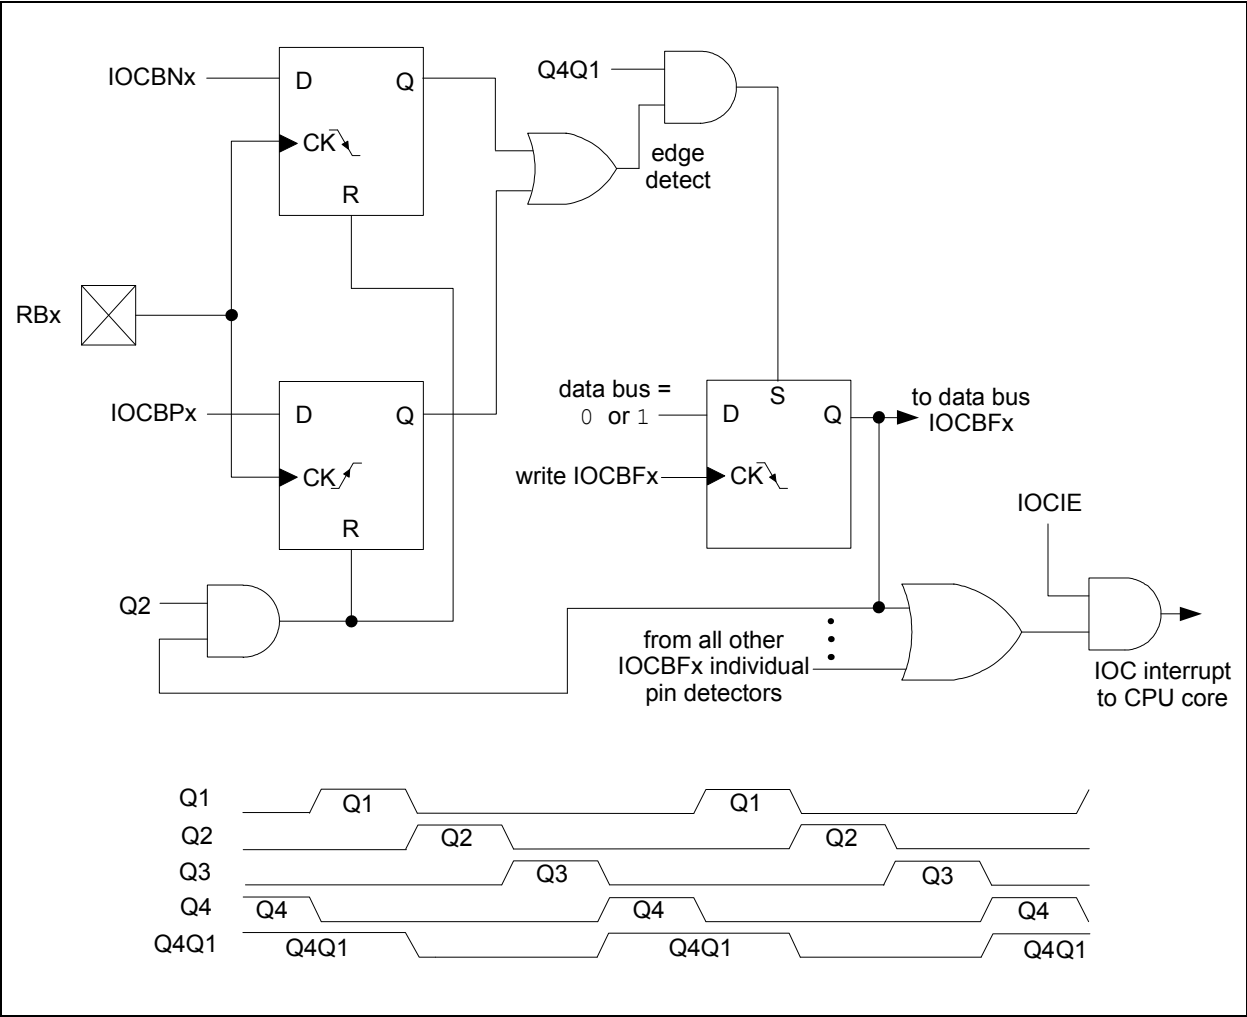 IOCBNx
D
Q
CK
R
Q4Q1
edge
detect
RBx
IOCBPx
D
Q
CK
R
data bus =
0 or 1
S
D
Q
to data bus
IOCBFx
write IOCBFx
CK
IOCIE
Q2
from all other
IOCBFx individual
pin detectors
IOC interrupt
to CPU core
Q1
Q1
Q1
Q2
Q2
Q2
Q3
Q3
Q3
Q4
Q4
Q4
Q4
Q4Q1
Q4Q1
Q4Q1
Q4Q1